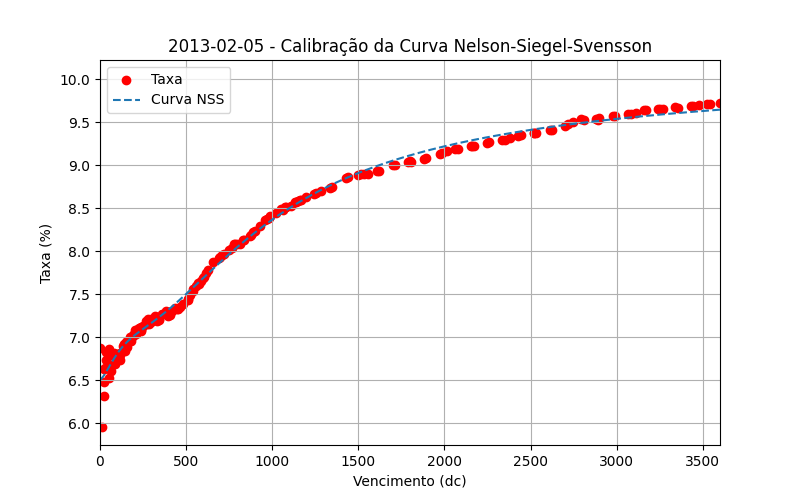 2013-02-05 - Calibração da Curva Nelson-Siegel-Svensson
Taxa
Curva NSS
10.0
9.5
9.0
8.5
8.0
7.5
7.0
6.5
6.0
Taxa (%)
0 500 1000 1500 2000 2500 3000 3500
Vencimento (dc)